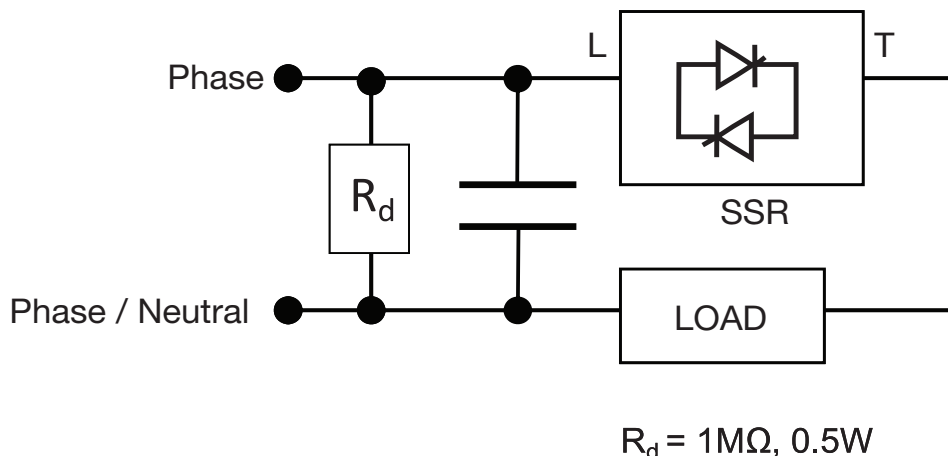 L
T
Phase
R_d
SSR
Phase / Neutral
LOAD
R_d = 1MΩ, 0.5W